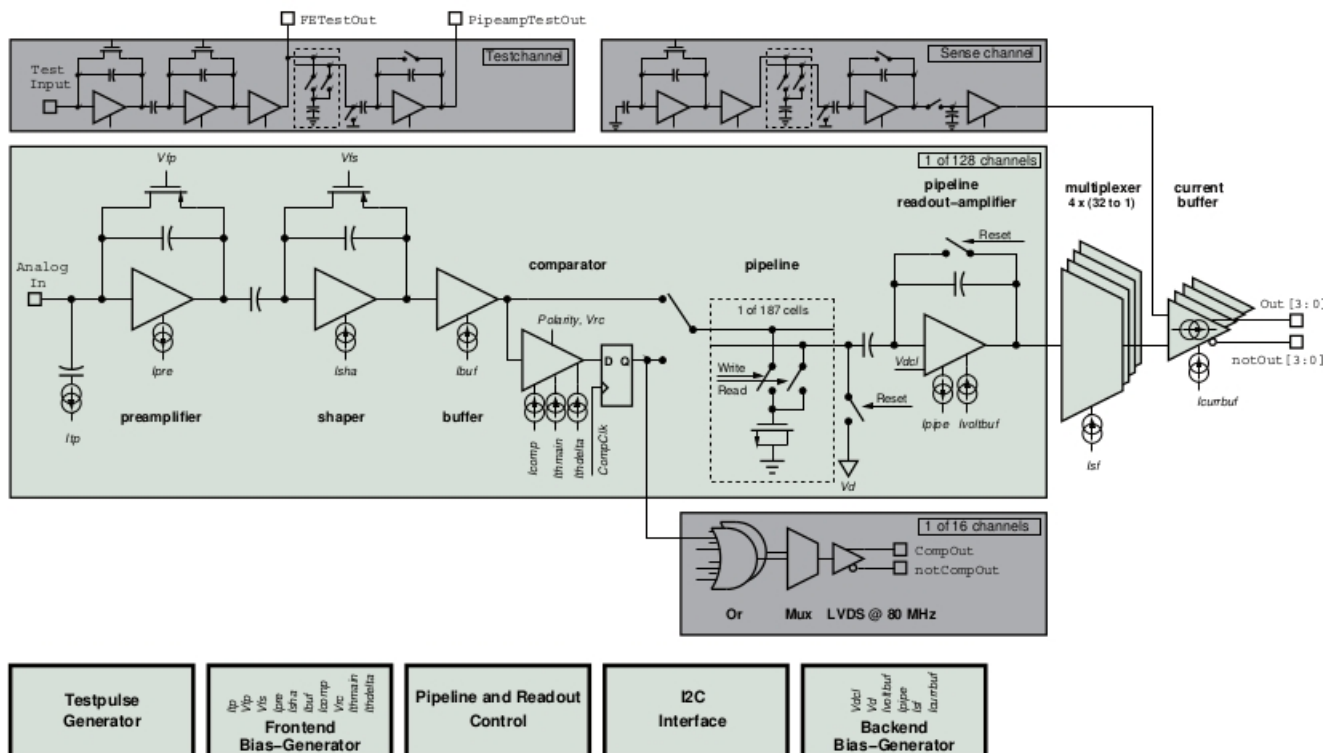 FETestOut
PipeampTestOut
Testchannel
Sense channel
Test
Input
1 of 128 channels
Vfp
Vfs
pipeline
readout-amplifier
multiplexer
4 x (32 to 1)
current
buffer
Reset
Analog
In
comparator
pipeline
1 of 187 cells
Out[3:0]
Polarity, Vrc
D Q
Write
Read
Vdcl
notOut[3:0]
Ipre
Isha
Ibuf
Reset
Icurrbuf
preamplifier
shaper
buffer
Ipipe
Ivoltbuf
Itp
Icomp
Ithmain
Ithdelta
CompClk
Isf
Vd
1 of 16 channels
CompOut
notCompOut
Or
Mux
LVDS @ 80 MHz
Testpulse
Generator
Itp
Vfp
Vfs
Ipre
Isha
Ibuf
Icomp
Vrc
Ithmain
Ithdelta
Frontend
Bias-Generator
Pipeline and Readout
Control
I2C
Interface
Vdcl
Vd
Ivoltbuf
Ipipe
Isf
Icurrbuf
Backend
Bias-Generator